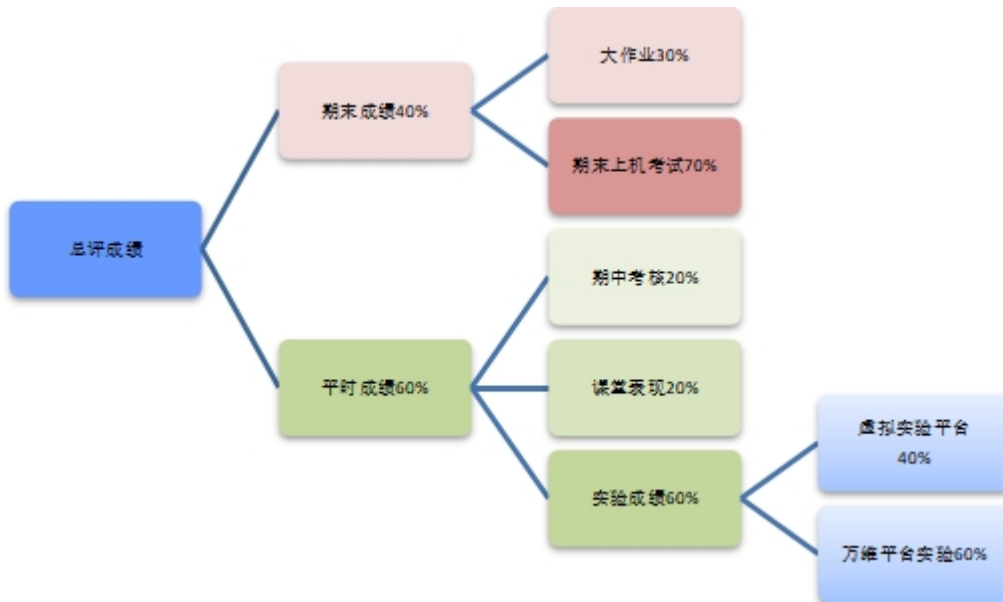 总评成绩
期末成绩40%
大作业30%
期末上机考试70%
平时成绩60%
期中考核20%
课堂表现20%
实验成绩60%
虚拟实验平台
40%
万维平台实验60%